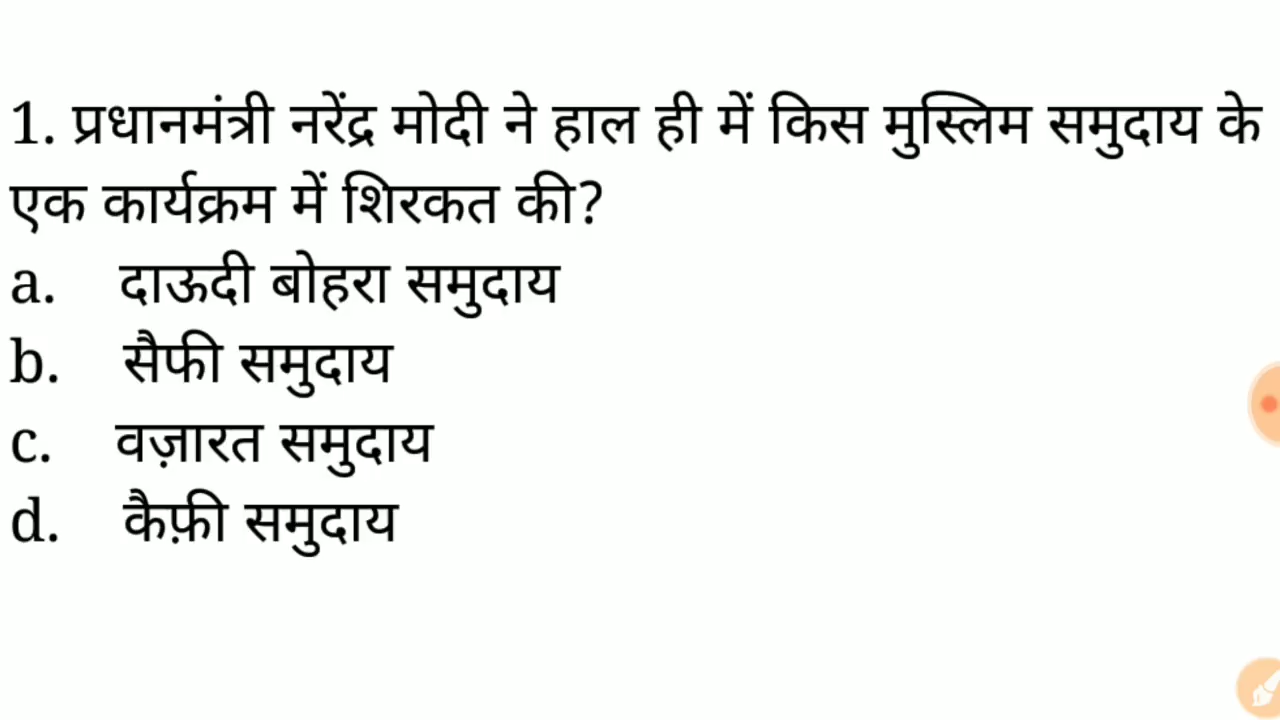 1. प्रधानमंत्री नरेंद्र मोदी ने हाल ही में किस मुस्लिम समुदाय के
एक कार्यक्रम में शिरकत की?
a. दाऊदी बोहरा समुदाय
b. सैफी समुदाय
c. वज़ारत समुदाय
d. कैफ़ी समुदाय